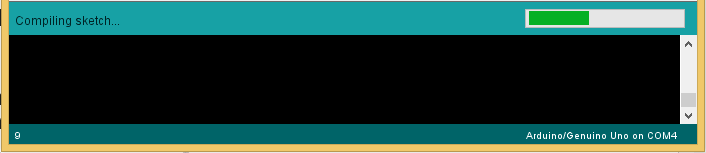 Compiling sketch...
9
Arduino/Genuino Uno on COM4